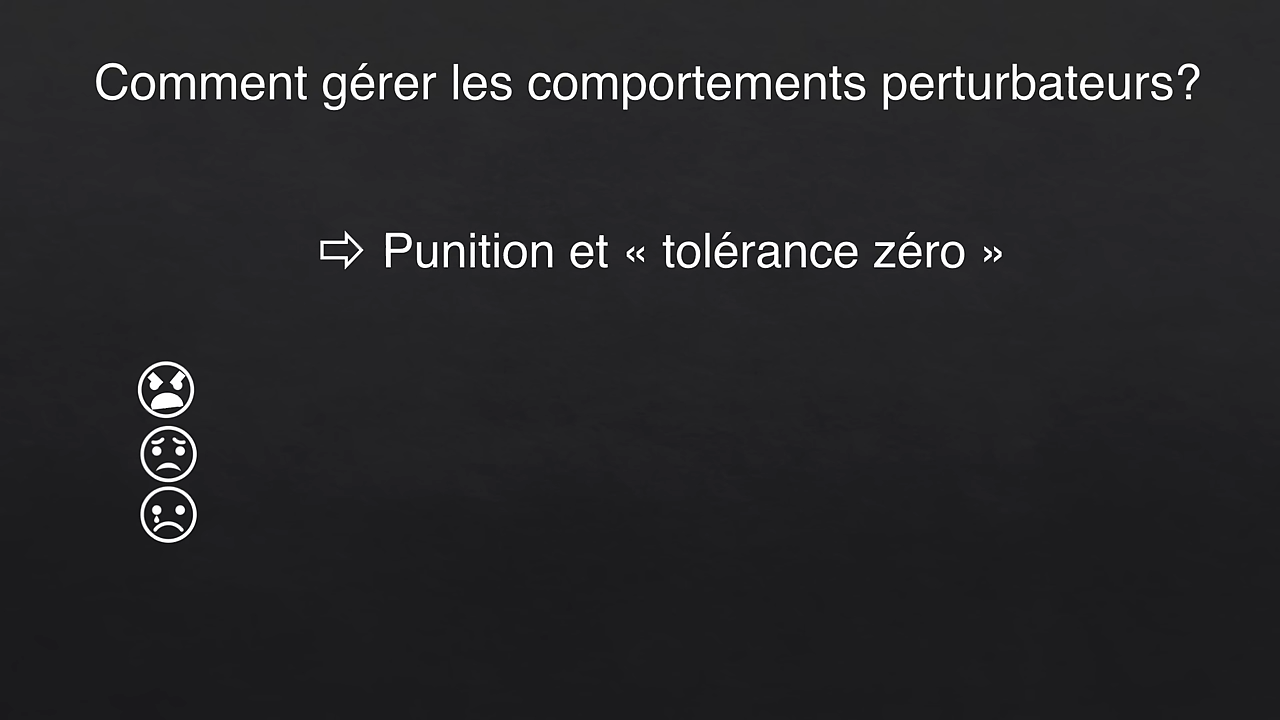 Comment gérer les comportements perturbateurs?
⇨ Punition et « tolérance zéro »